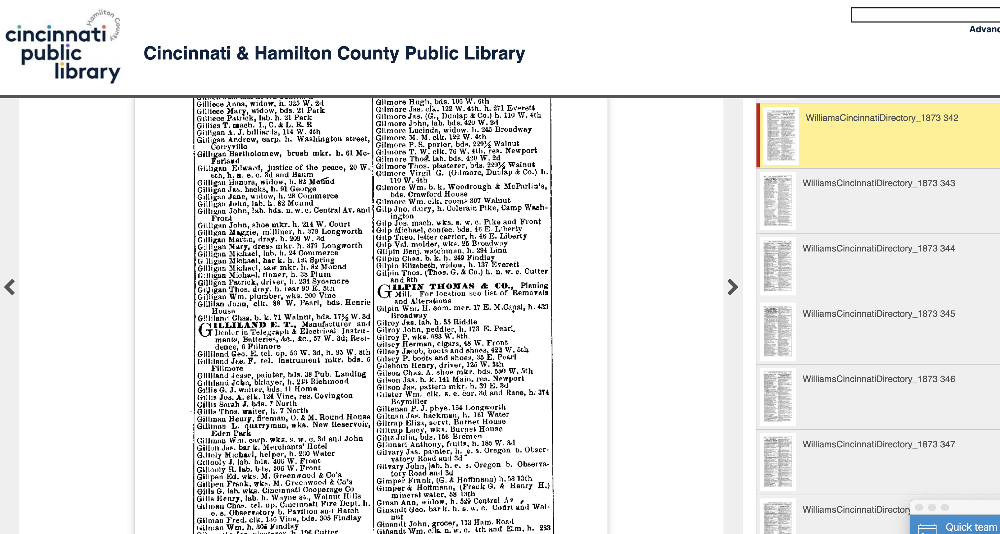 Hamilton County
cincinnati
public
library
Cincinnati & Hamilton County Public Library
Advanc
Gilliece Anna, widow, h. 325 W. 2d
Gilliece Mary, widow, bds. 21 Park
Gilliece Patrick, lab. h. 21 Park
Gillies T. mach. I., C. & L. R. R
Gilligan A. J. billiards, 114 W. 4th
Gilligan Andrew, carp. h. Washington street,
Corryville
Gilligan Bartholomew, brush mkr. h. 61 Mc-
Farland
Gilligan Edward, justice of the peace, 20 W.
6th, h. n. e. c. 3d and Baum
Gilligan Hanora, widow, h. 82 Mound
Gilligan Jas. hacks, h. 91 George
Gilligan Jane, widow, h. 28 Commerce
Gilligan John, lab. h. 82 Mound
Gilligan John, lab. bds. n. w. c. Central Av. and
Front
Gilligan John, shoe mkr. h. 214 W. Court
Gilligan Maggie, milliner, h. 379 Longworth
Gilligan Martin, dray. h. 209 W. 3d
Gilligan Mary, dress mkr. h. 379 Longworth
Gilligan Michael, lab. h. 24 Commerce
Gilligan Michael, bar k. h. 121 Spring
Gilligan Michael, saw mkr. h. 82 Mound
Gilligan Michael, tinner, h. 38 Plum
Gilligan Patrick, driver, h. 234 Sycamore
Gilligan Thos. dray. h. rear 90 E. 5th
Gilligan Wm. plumber, wks. 200 Vine
Gillilan John, clk. 88 W. Pearl, bds. Henrie
House
Gilliland Chas. b. k. 71 Walnut, bds. 17½ W. 3d
GILLILAND E. T., Manufacturer and
Dealer in Telegraph & Electrical Instru-
ments, Batteries, &c., &c., 57 W. 3d; Resi-
dence, 6 Fillmore
Gilliland Geo. E. tel. op. 56 W. 3d, h. 95 W. 8th
Gilliland Jas. F. tel. instrument mkr. bds. 6
Fillmore
Gilliland Jesse, painter, bds. 38 Pub. Landing
Gilliland John, bklayer, h. 243 Richmond
Gillis G. J. waiter, bds. 11 Home
Gillis Jos. A. clk. 124 Vine, res. Covington
Gillis Sarah J. bds. 7 North
Gillis Thos. waiter, h. 7 North
Gillman Henry, fireman, O. & M. Round House
Gillman L. quarryman, wks. New Reservoir,
Eden Park
Gillman Wm. carp. wks. s. w. c. 3d and John
Gillon Jas. bar k. Merchants' Hotel
Gilloly Michael, helper, h. 260 Water
Gillooly J. lab. bds. 406 W. Front
Gillooly R. lab. bds. 406 W. Front
Gillpen Ed. wks. M. Greenwood & Co's
Gillpen Frank, wks. M. Greenwood & Co's
Gills G. lab. wks. Cincinnati Cooperage Co
Gills Henry, lab. h. Wayne st., Walnut Hills
Gilman Chas. tel. op. Cincinnati Fire Dept. h.
e. s. Observatory b. Pavilion and Hatch
Gilman Fred. clk. 136 Vine, bds. 305 Findlay
Gilman Wm. h. 305 Findlay
plasterer h. 196 Cutter
Gilmore Hugh, bds. 106 W. 6th
Gilmore Jas. clk. 122 W. 4th. h. 271 Everett
Gilmore Jas. (G., Dunlap & Co.) h. 110 W. 4th
Gilmore John, lab. bds. 420 W. 2d
Gilmore Lucinda, widow, h. 245 Broadway
Gilmore M. M. clk. 122 W. 4th
Gilmore P. S. porter, bds. 229½ Walnut
Gilmore T. W. clk. 76 W. 4th, res. Newport
Gilmore Thos. lab. bds. 420 W. 2d
Gilmore Thos. plasterer, bds. 229½ Walnut
Gilmore Virgil G. (Gilmore, Dunlap & Co.) h.
110 W. 4th
Gilmore Wm. b. k. Woodrough & McParlin's,
bds. Crawford House
Gilmore Wm. clk. rooms 307 Walnut
Gilp Jno. dairy, h. Colerain Pike, Camp Wash-
ington
Gilp Jos. mach. wks. s. w. c. Pike and Front
Gilp Michael, confec. bds. 46 E. Liberty
Gilp Theo. letter carrier, h. 46 E. Liberty
Gilp Val. molder, wks. 25 Broadway
Gilpin Benj. watchman, h. 294 Linn
Gilpin Chas. b. k. h. 249 Findlay
Gilpin Elizabeth, widow, h. 137 Everett
Gilpin Thos. (Thos. G. & Co.) h. n. w. c. Cutter
and 8th
GILPIN THOMAS & CO., Planing
Mill. For location see list of Removals
and Alterations
Gilpin Wm. H. com. mer. 17 E. M.Canal, h. 433
Broadway
Gilroy Jas. lab. h. 55 Riddle
Gilroy John, peddler, h. 173 E. Pearl
Gilroy P. wks. 683 W. 8th.
Gilsey Herman, cigars, 48 W. Front
Gilsey Jacob, boots and shoes, 422 W. 5th
Gilsey P. boots and shoes, 35 E. Pearl
Gilshorn Henry, driver, 125 W. 5th
Gilson Chas. A. shoe mkr. bds. 550 W. 5th
Gilson Jas. b. k. 141 Main, res. Newport
Gilson Jas. pattern mkr. h. 39 E. 3d
Gilster Wm. clk. s. e. cor. 3d and Race, h. 374
Baymiller
Giltenan P. J. phys. 154 Longworth
Giltnan Jas. hackman, h. 161 Water
Giltrap Eliza, servt. Burnet House
Giltrap Lucy, wks. Burnet House
Giltz Julia, bds. 156 Bremen
Giunari Anthony, fruits, h. 185 W. 3d
Gilvary Jas. painter, h. e. s. Oregon b. Obser-
vatory Road and 3d
Gilvary John, lab. h. e. s. Oregon b. Observa-
tory Road and 3d
Gimper Frank, (G. & Hoffmann) h. 58 13th
Gimper & Hoffmann, (Frank G. & Henry H.)
mineral water, 58 13th
Ginan Ann, widow, h. 529 Central Av
Ginandt Geo. bar k. h. s. w. c. Court and Wal-
nut
Ginandt John, grocer, 113 Ham. Road
Ginandt Wm. clk. n. w. c. 4th and Elm, h. 283
WilliamsCincinnatiDirectory_1873 342
WilliamsCincinnatiDirectory_1873 343
WilliamsCincinnatiDirectory_1873 344
WilliamsCincinnatiDirectory_1873 345
WilliamsCincinnatiDirectory_1873 346
WilliamsCincinnatiDirectory_1873 347
WilliamsCincinnatiDirectory
Quick team